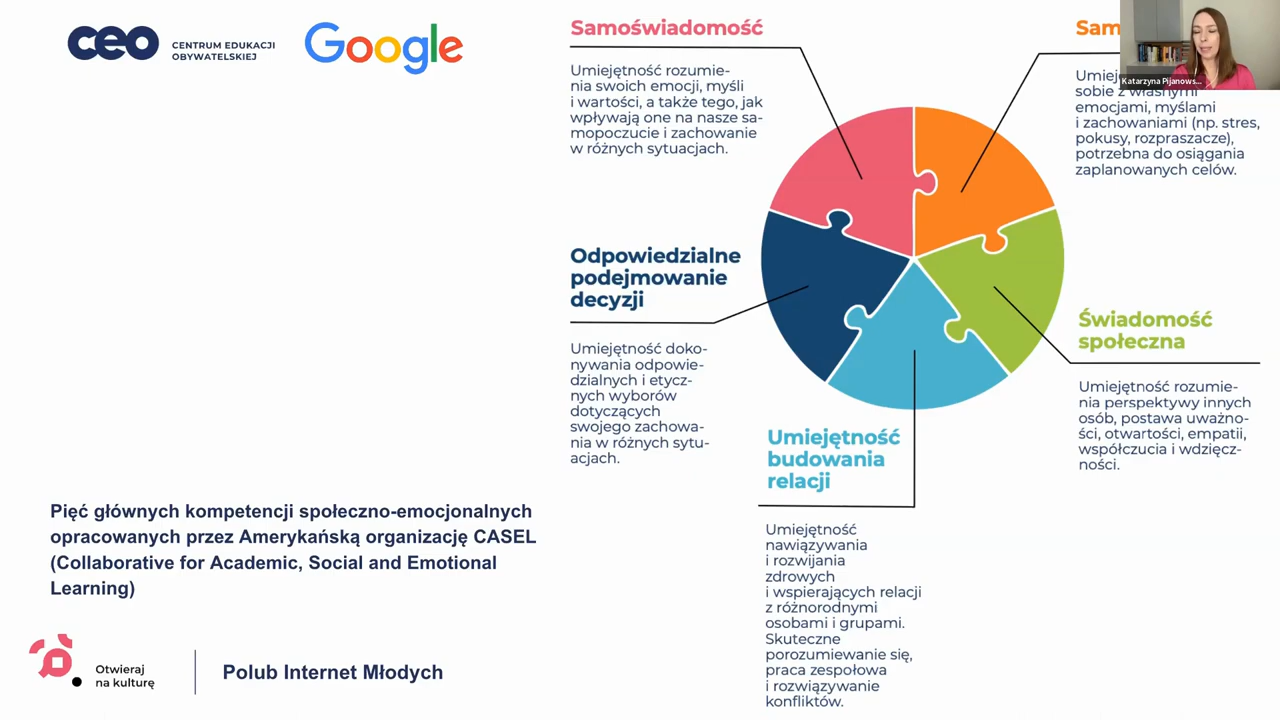 ceo
CENTRUM EDUKACJI
OBYWATELSKIEJ
Google
Samoświadomość
Umiejętność rozumie-
nia swoich emocji, myśli
i wartości, a także tego, jak
wpływają one na nasze sa-
mopoczucie i zachowanie
w różnych sytuacjach.
Sam
Katarzyna Pijanows...
sobie z własnymi
emocjami, myślami
i zachowaniami (np. stres,
pokusy, rozpraszacze),
potrzebna do osiągania
zaplanowanych celów.
Odpowiedzialne
podejmowanie
decyzji
Umiejętność doko-
nywania odpowie-
dzialnych i etycz-
nych wyborów
dotyczących
swojego zachowa-
nia w różnych sytu-
acjach.
Świadomość
społeczna
Umiejętność rozumie-
nia perspektywy innych
osób, postawa uważno-
ści, otwartości, empatii,
współczucia i wdzięcz-
ności.
Umiejętność
budowania
relacji
Umiejętność
nawiązywania
i rozwijania
zdrowych
i wspierających relacji
z różnorodnymi
osobami i grupami.
Skuteczne
porozumiewanie się,
praca zespołowa
i rozwiązywanie
konfliktów.
Pięć głównych kompetencji społeczno-emocjonalnych
opracowanych przez Amerykańską organizację CASEL
(Collaborative for Academic, Social and Emotional
Learning)
Otwieraj
na kulturę
Polub Internet Młodych